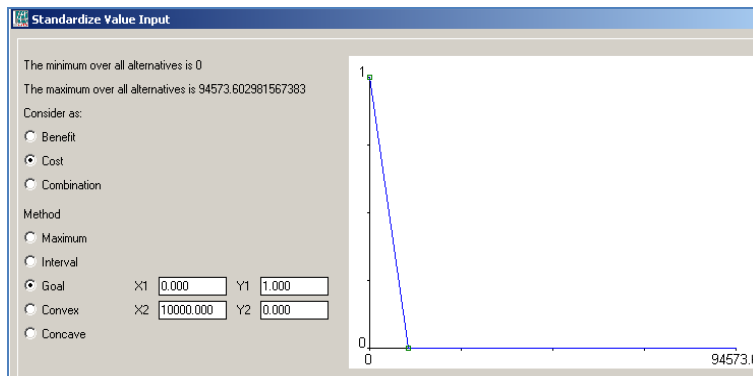 Standardize Value Input
The minimum over all alternatives is 0
The maximum over all alternatives is 94573.602981567383
Consider as:
Benefit
Cost
Combination
Method
Maximum
Interval
Goal X1 0.000 Y1 1.000
Convex X2 10000.000 Y2 0.000
Concave
1
0
0 94573.6